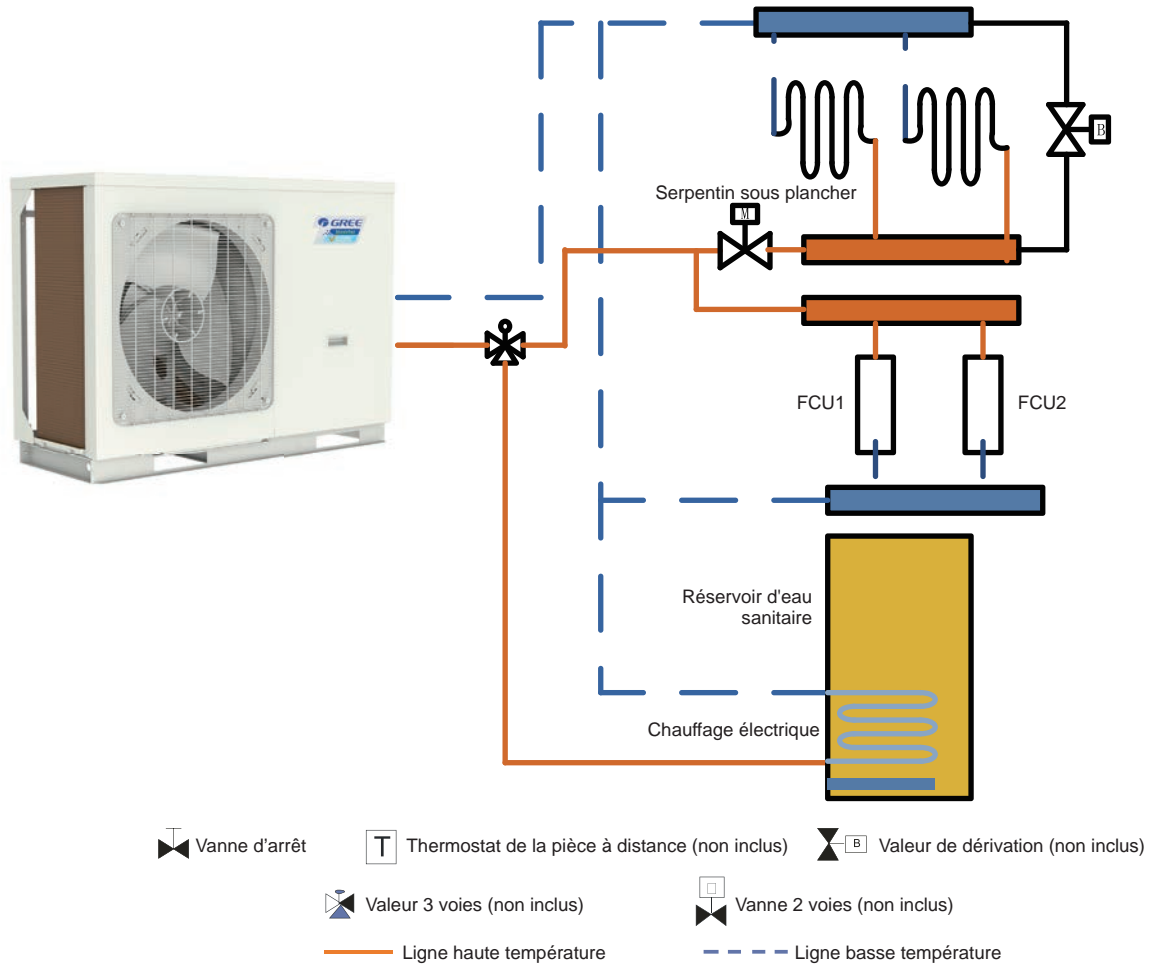 GREE
B
Serpentin sous plancher
M
FCU1
FCU2
Réservoir d'eau
sanitaire
Chauffage électrique
Vanne d'arrêt
T Thermostat de la pièce à distance (non inclus)
B Valeur de dérivation (non inclus)
Valeur 3 voies (non inclus)
Vanne 2 voies (non inclus)
Ligne haute température
Ligne basse température